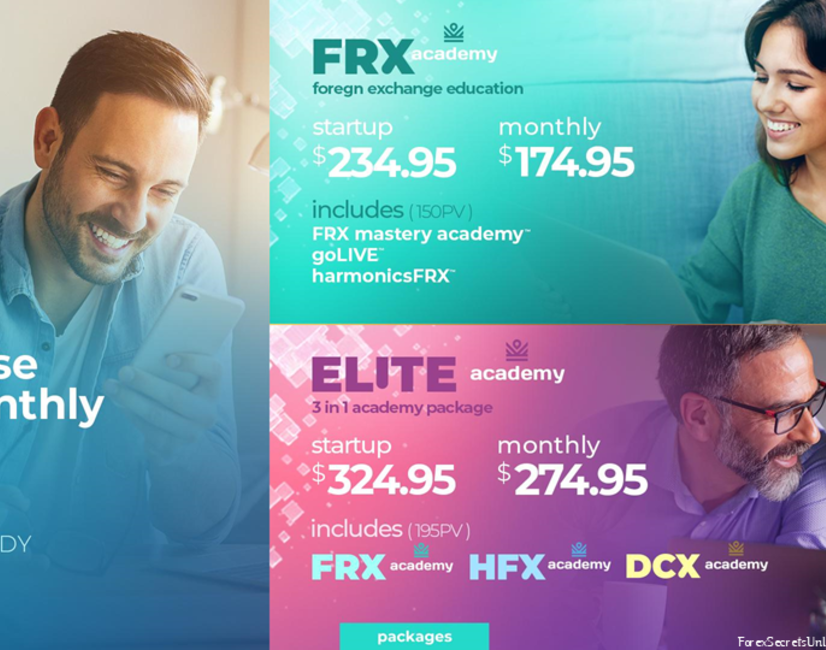 se
nthly
DY
FRX academy
foregn exchange education
startup monthly
$234.95 $174.95
includes (150PV)
FRX mastery academy™
goLIVE™
harmonicsFRX™
ELITE academy
3 in 1 academy package
startup monthly
$324.95 $274.95
includes (195PV)
FRX academy HFX academy DCX academy
packages
ForexSecretsUnl